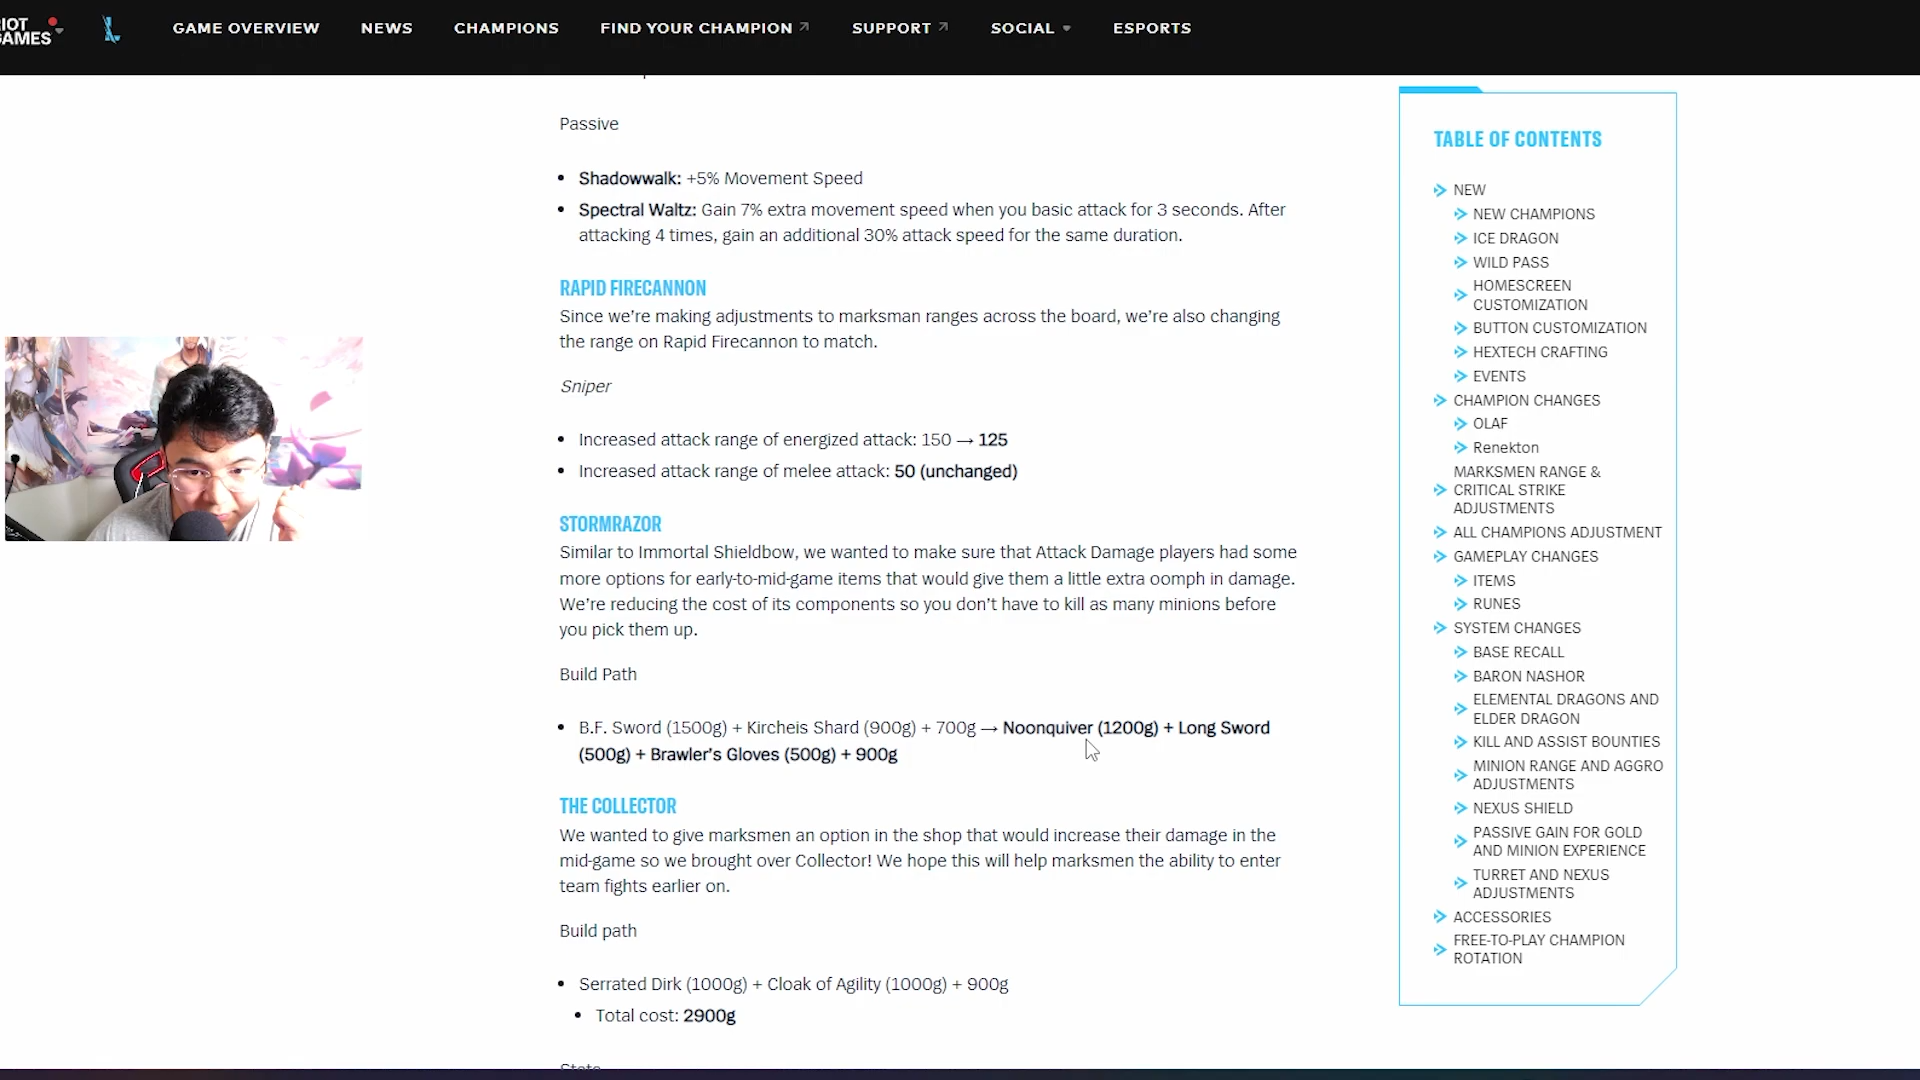 RIOT
GAMES
GAME OVERVIEW NEWS CHAMPIONS FIND YOUR CHAMPION SUPPORT SOCIAL ESPORTS
Passive
• Shadowwalk: +5% Movement Speed
• Spectral Waltz: Gain 7% extra movement speed when you basic attack for 3 seconds. After
attacking 4 times, gain an additional 30% attack speed for the same duration.
RAPID FIRECANNON
Since we’re making adjustments to marksman ranges across the board, we’re also changing
the range on Rapid Firecannon to match.
Sniper
• Increased attack range of energized attack: 150 → 125
• Increased attack range of melee attack: 50 (unchanged)
STORMRAZOR
Similar to Immortal Shieldbow, we wanted to make sure that Attack Damage players had some
more options for early-to-mid-game items that would give them a little extra oomph in damage.
We’re reducing the cost of its components so you don’t have to kill as many minions before
you pick them up.
Build Path
• B.F. Sword (1500g) + Kircheis Shard (900g) + 700g → Noonquiver (1200g) + Long Sword
(500g) + Brawler’s Gloves (500g) + 900g
THE COLLECTOR
We wanted to give marksmen an option in the shop that would increase their damage in the
mid-game so we brought over Collector! We hope this will help marksmen the ability to enter
team fights earlier on.
Build path
• Serrated Dirk (1000g) + Cloak of Agility (1000g) + 900g
• Total cost: 2900g
TABLE OF CONTENTS
NEW
NEW CHAMPIONS
ICE DRAGON
WILD PASS
HOMESCREEN
CUSTOMIZATION
BUTTON CUSTOMIZATION
HEXTECH CRAFTING
EVENTS
CHAMPION CHANGES
OLAF
Renekton
MARKSMEN RANGE &
CRITICAL STRIKE
ADJUSTMENTS
ALL CHAMPIONS ADJUSTMENT
GAMEPLAY CHANGES
ITEMS
RUNES
SYSTEM CHANGES
BASE RECALL
BARON NASHOR
ELEMENTAL DRAGONS AND
ELDER DRAGON
KILL AND ASSIST BOUNTIES
MINION RANGE AND AGGRO
ADJUSTMENTS
NEXUS SHIELD
PASSIVE GAIN FOR GOLD
AND MINION EXPERIENCE
TURRET AND NEXUS
ADJUSTMENTS
ACCESSORIES
FREE-TO-PLAY CHAMPION
ROTATION